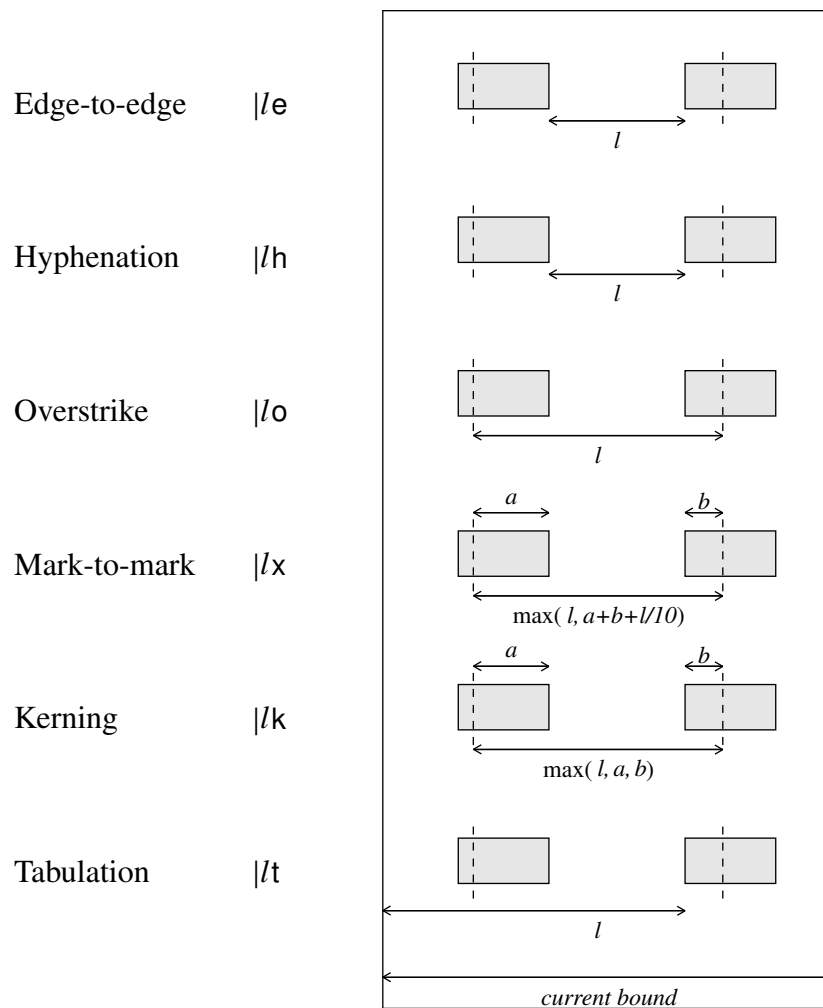 Edge-to-edge |le
l
Hyphenation |lh
l
Overstrike |lo
l
a b
Mark-to-mark |lx
max( l, a+b+l/10)
a b
Kerning |lk
max( l, a, b)
Tabulation |lt
l
current bound